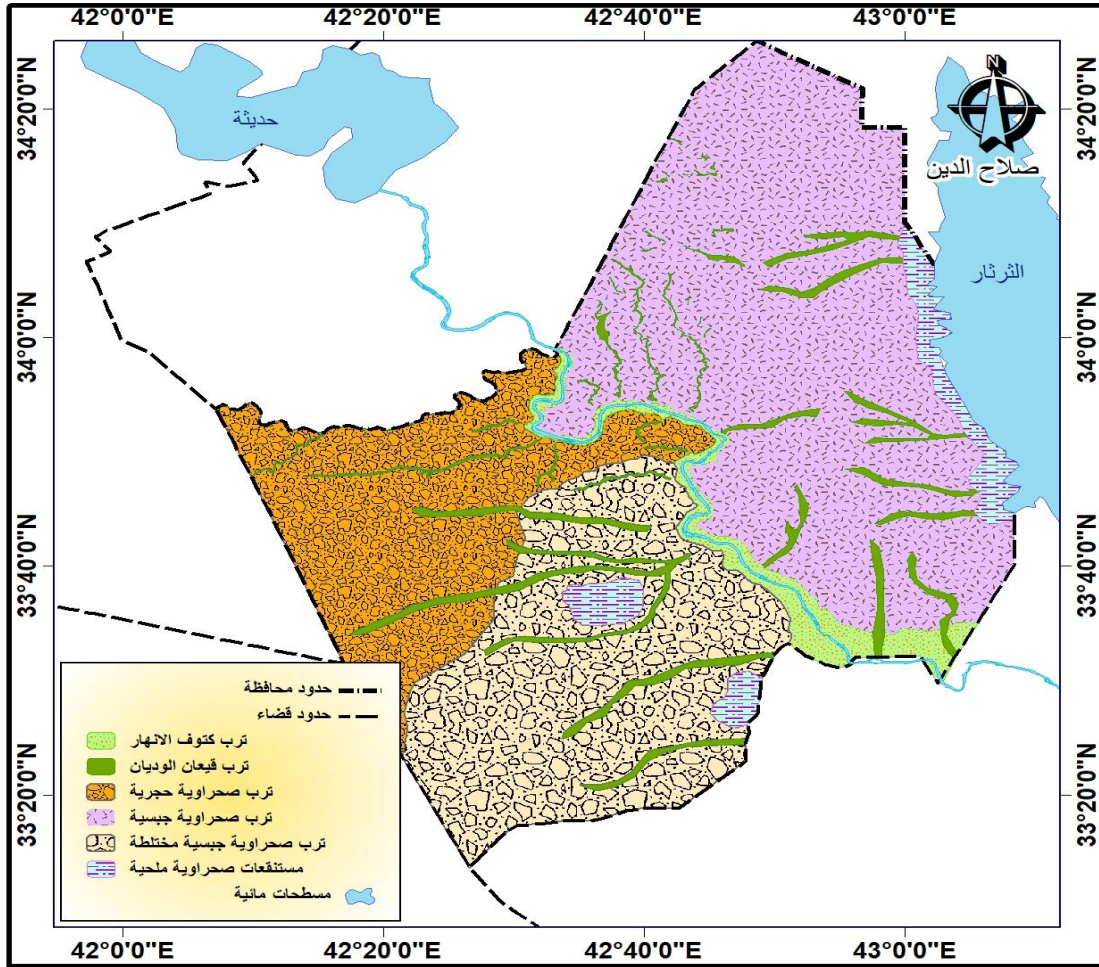 42°0'0"N 42°20'0"N 42°40'0"N 43°0'0"N
34°20'0"N
34°0'0"N
33°40'0"N
33°20'0"N
34°20'0"N
34°0'0"N
33°40'0"N
33°20'0"N
N
حديثة
صلاح الدين
الثرثار
حدود محافظة
حدود قضاء
ترب كتوف الانهار
ترب قيعان الوديان
ترب صحراوية حجرية
ترب صحراوية جبسية
ترب صحراوية جبسية مختلطة
مستنقعات صحراوية ملحية
مسطحات مائية
42°0'0"N 42°20'0"N 42°40'0"N 43°0'0"N